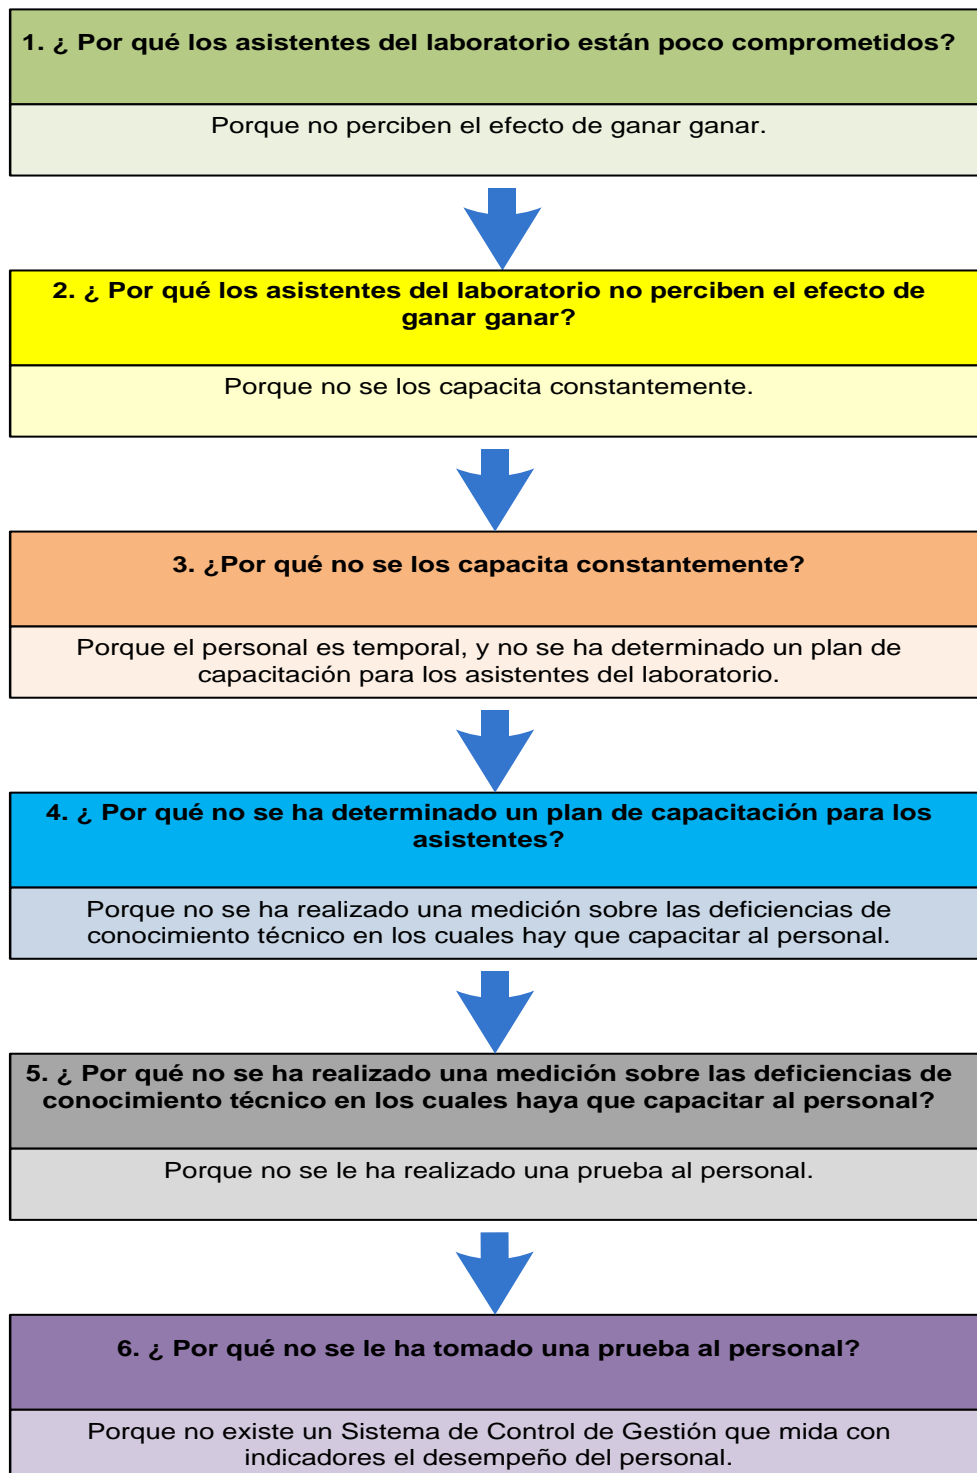 1. ¿ Por qué los asistentes del laboratorio están poco comprometidos?
Porque no perciben el efecto de ganar ganar.
2. ¿ Por qué los asistentes del laboratorio no perciben el efecto de
ganar ganar?
Porque no se los capacita constantemente.
3. ¿Por qué no se los capacita constantemente?
Porque el personal es temporal, y no se ha determinado un plan de
capacitación para los asistentes del laboratorio.
4. ¿ Por qué no se ha determinado un plan de capacitación para los
asistentes?
Porque no se ha realizado una medición sobre las deficiencias de
conocimiento técnico en los cuales hay que capacitar al personal.
5. ¿ Por qué no se ha realizado una medición sobre las deficiencias de
conocimiento técnico en los cuales haya que capacitar al personal?
Porque no se le ha realizado una prueba al personal.
6. ¿ Por qué no se le ha tomado una prueba al personal?
Porque no existe un Sistema de Control de Gestión que mida con
indicadores el desempeño del personal.